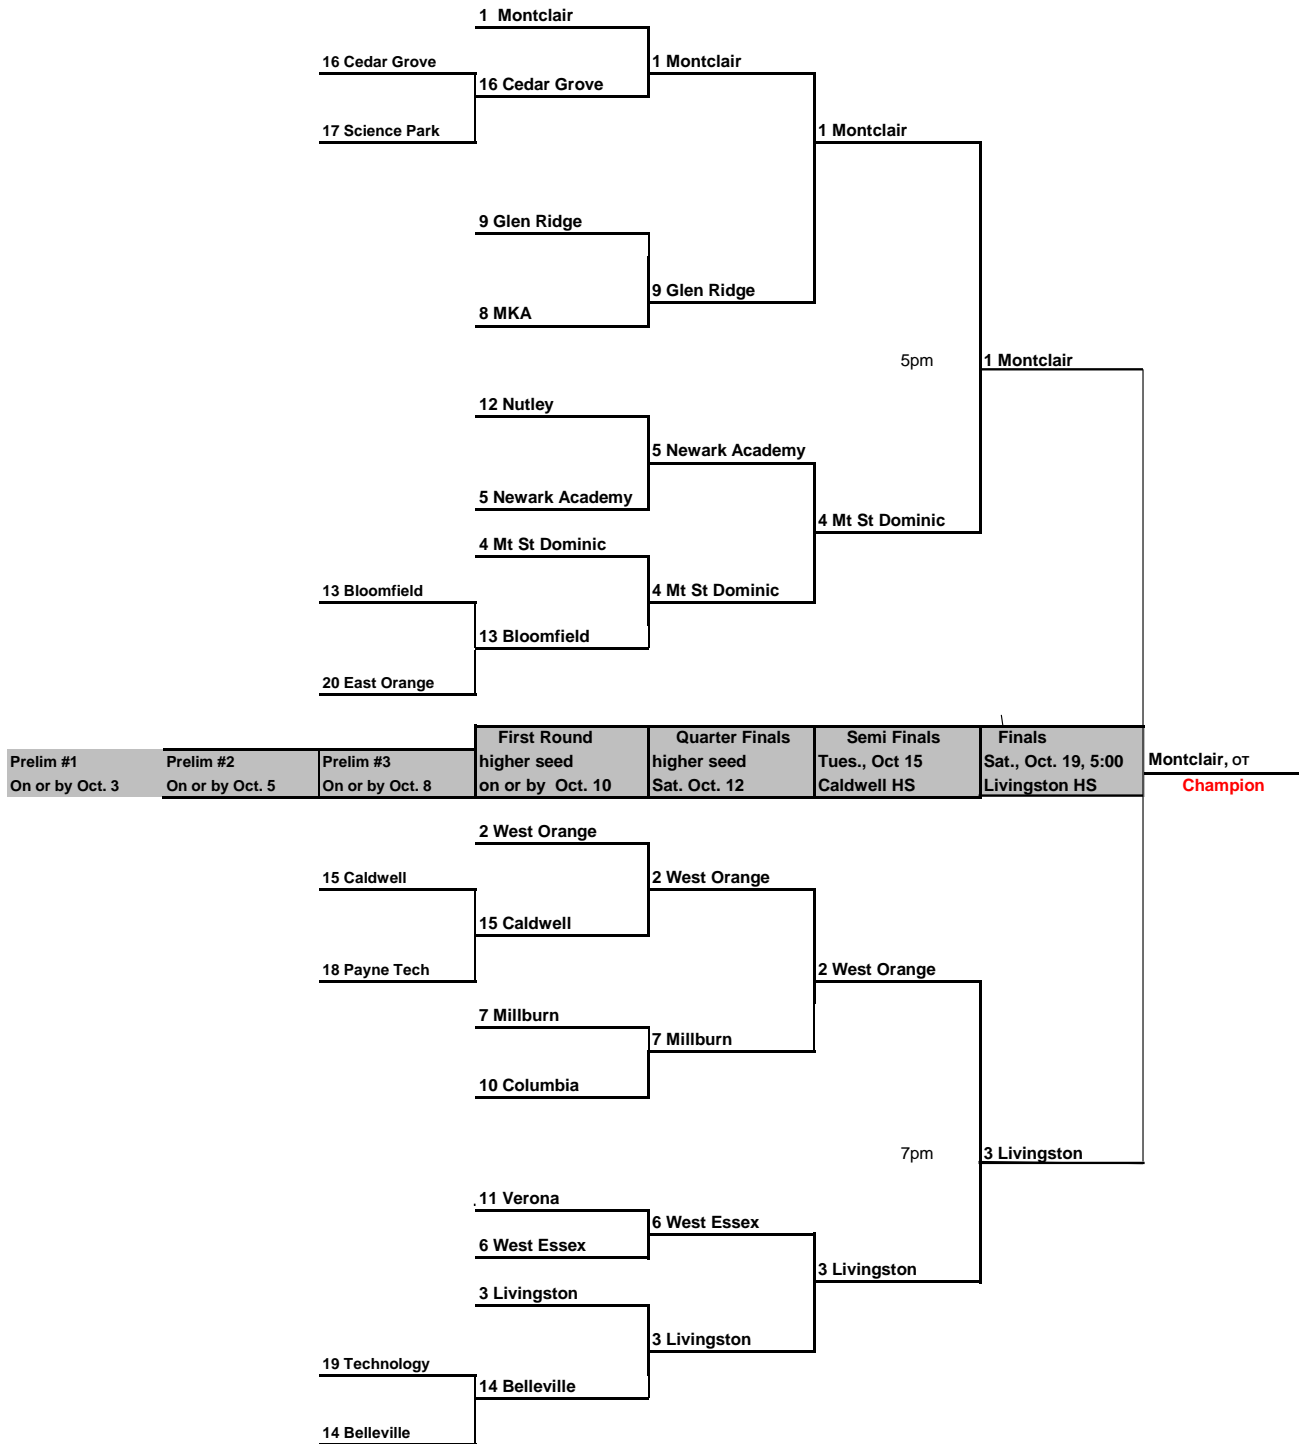 1 Montclair
16 Cedar Grove
1 Montclair
16 Cedar Grove
17 Science Park
1 Montclair
9 Glen Ridge
9 Glen Ridge
8 MKA
5pm
1 Montclair
12 Nutley
5 Newark Academy
5 Newark Academy
4 Mt St Dominic
4 Mt St Dominic
13 Bloomfield
4 Mt St Dominic
13 Bloomfield
20 East Orange
Prelim #1
On or by Oct. 3
Prelim #2
On or by Oct. 5
Prelim #3
On or by Oct. 8
First Round
higher seed
on or by Oct. 10
Quarter Finals
higher seed
Sat. Oct. 12
Semi Finals
Tues., Oct 15
Caldwell HS
Finals
Sat., Oct. 19, 5:00
Livingston HS
Montclair, OT
Champion
2 West Orange
15 Caldwell
2 West Orange
15 Caldwell
18 Payne Tech
2 West Orange
7 Millburn
7 Millburn
10 Columbia
7pm
3 Livingston
11 Verona
6 West Essex
6 West Essex
3 Livingston
3 Livingston
3 Livingston
19 Technology
14 Belleville
14 Belleville